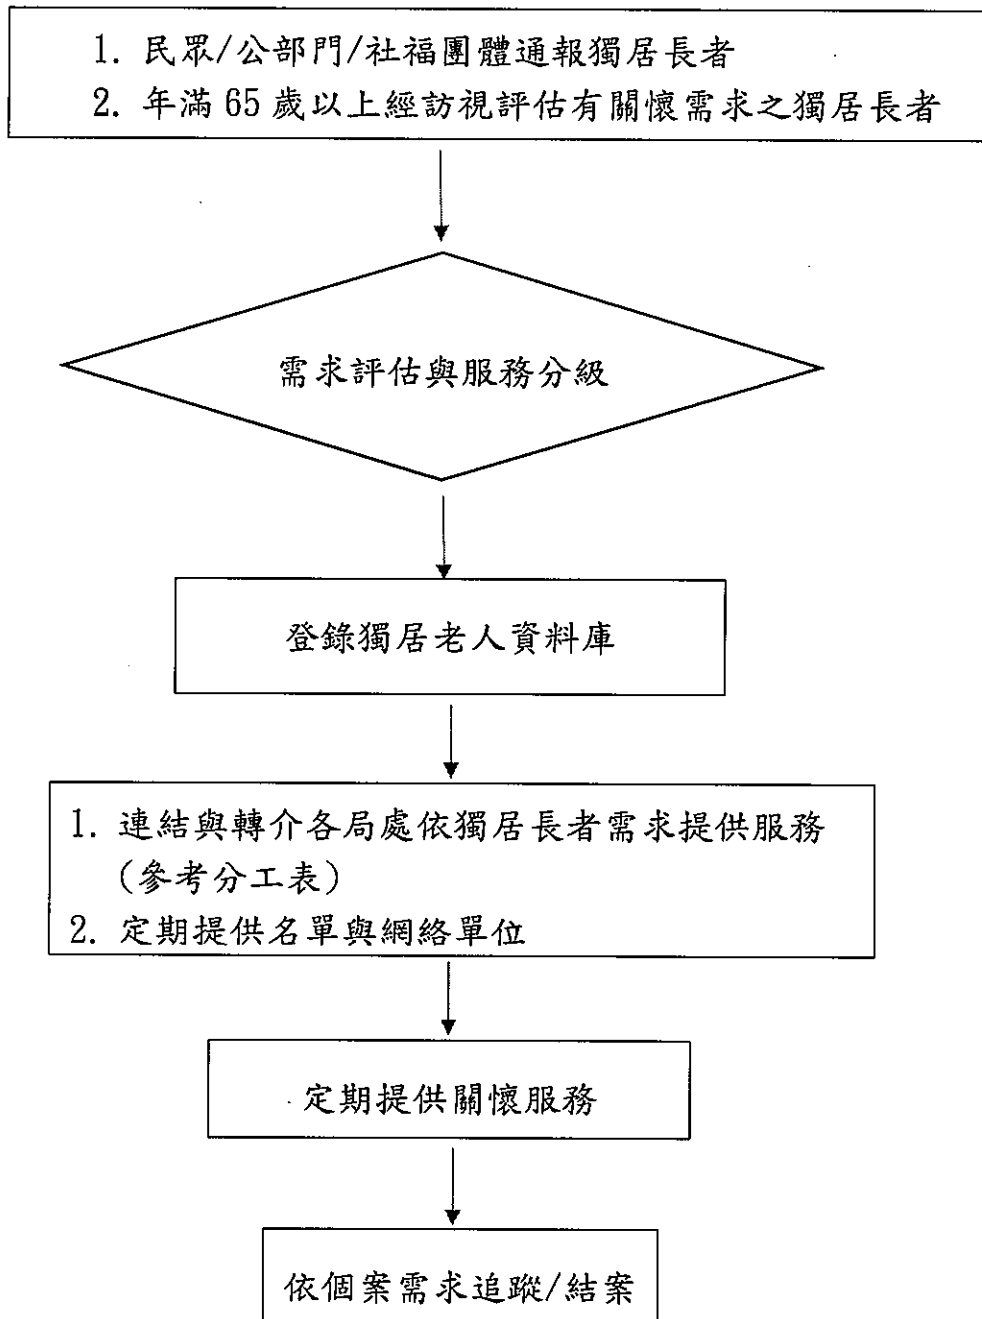 1. 民眾/公部門/社福團體通報獨居長者
2. 年滿 65 歲以上經訪視評估有關懷需求之獨居長者
需求評估與服務分級
登錄獨居老人資料庫
1. 連結與轉介各局處依獨居長者需求提供服務
(參考分工表)
2. 定期提供名單與網絡單位
定期提供關懷服務
依個案需求追蹤/結案